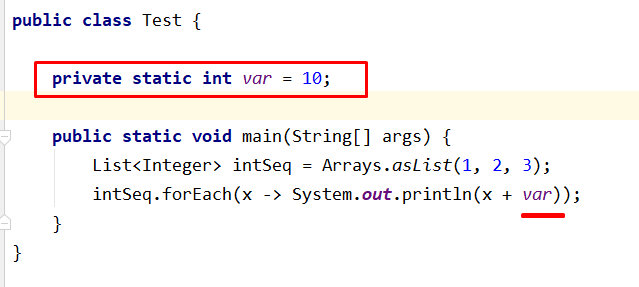 public class Test {
private static int var = 10;
public static void main(String[] args) {
List<Integer> intSeq = Arrays.asList(1, 2, 3);
intSeq.forEach(x -> System.out.println(x + var));
}
}